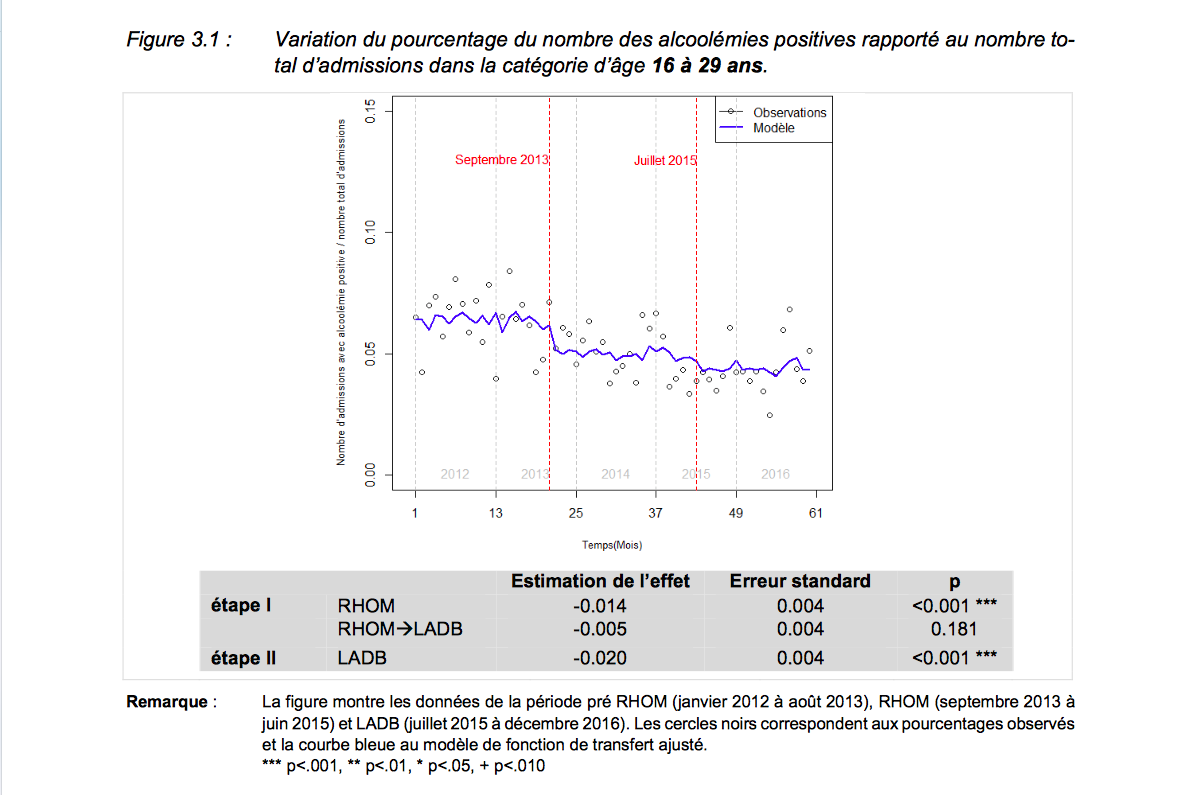 Figure 3.1 : Variation du pourcentage du nombre des alcoolémies positives rapporté au nombre to-
tal d'admissions dans la catégorie d'âge 16 à 29 ans.
Observations
Modèle
Septembre 2013
Juillet 2015
Nombre d'admissions avec alcoolémie positive / nombre total d'admissions
0.15
0.10
0.05
0.00
2012 2013 2014 2015 2016
1 13 25 37 49 61
Temps(Mois)
Estimation de l'effet Erreur standard p
étape I RHOM -0.014 0.004 <0.001 ***
RHOM→LADB -0.005 0.004 0.181
étape II LADB -0.020 0.004 <0.001 ***
Remarque : La figure montre les données de la période pré RHOM (janvier 2012 à août 2013), RHOM (septembre 2013 à
juin 2015) et LADB (juillet 2015 à décembre 2016). Les cercles noirs correspondent aux pourcentages observés
et la courbe bleue au modèle de fonction de transfert ajusté.
*** p<.001, ** p<.01, * p<.05, + p<.010